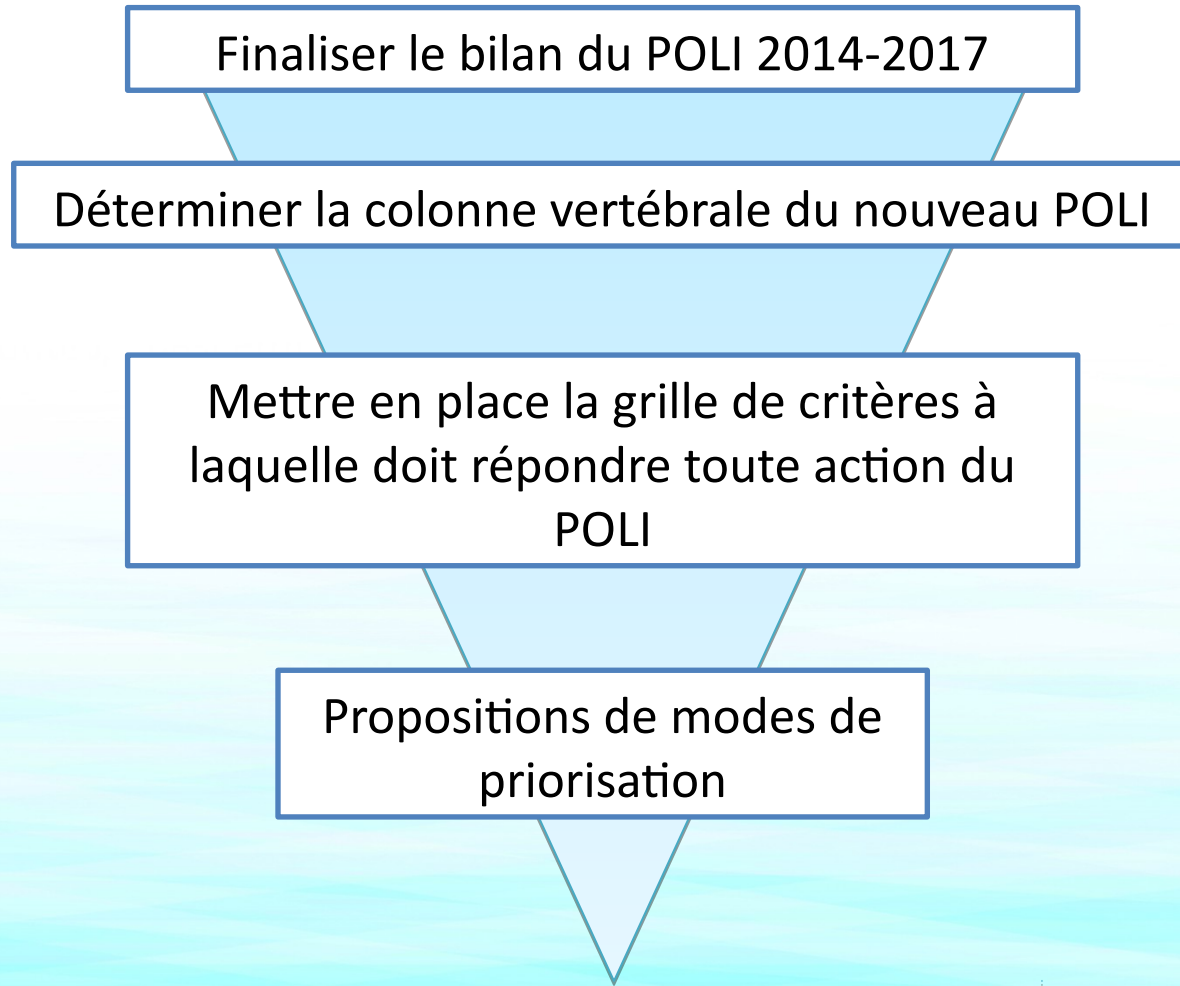 Finaliser le bilan du POLI 2014-2017
Déterminer la colonne vertébrale du nouveau POLI
Mettre en place la grille de critères à
laquelle doit répondre toute action du
POLI
Propositions de modes de
priorisation